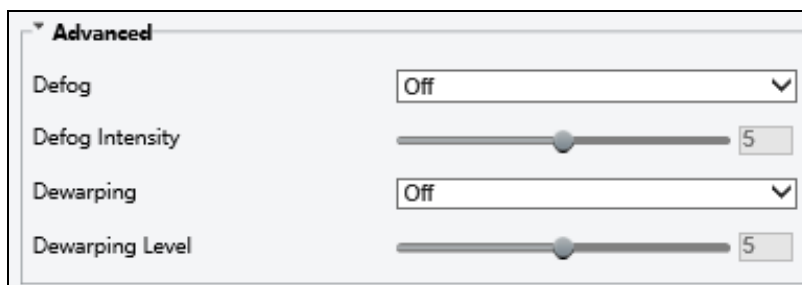 Advanced
Defog Off
Defog Intensity 5
Dewarping Off
Dewarping Level 5